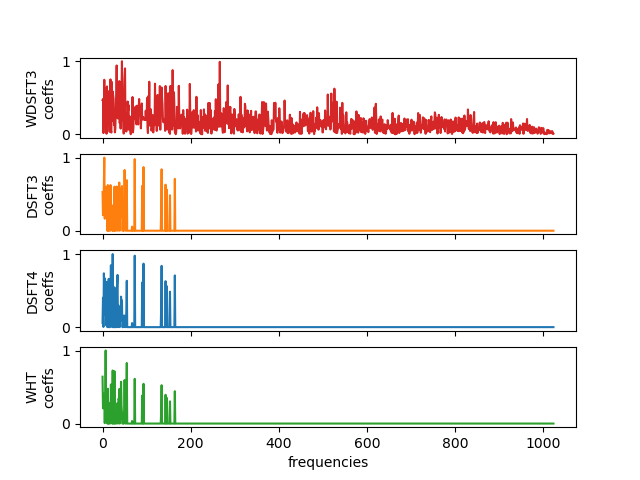 WDSFT3
coeffs
1
0
DSFT3
coeffs
1
0
DSFT4
coeffs
1
0
WHT
coeffs
1
0
0 200 400 600 800 1000
frequencies